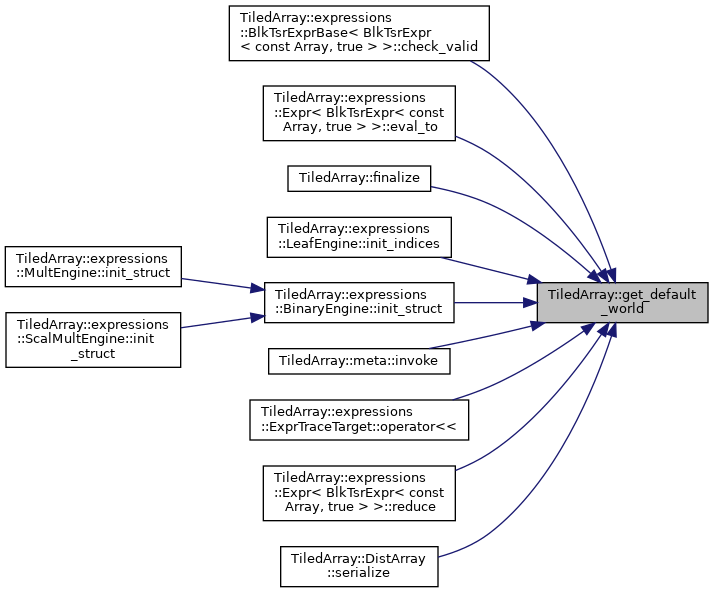 TiledArray::expressions
::BlkTsrExprBase< BlkTsrExpr
< const Array, true > >::check_valid
TiledArray::expressions
::Expr< BlkTsrExpr< const
Array, true > >::eval_to
TiledArray::finalize
TiledArray::expressions
::LeafEngine::init_indices
TiledArray::expressions
::MultEngine::init_struct
TiledArray::expressions
::BinaryEngine::init_struct
TiledArray::get_default
_world
TiledArray::expressions
::ScalMultEngine::init
_struct
TiledArray::meta::invoke
TiledArray::expressions
::ExprTraceTarget::operator<<
TiledArray::expressions
::Expr< BlkTsrExpr< const
Array, true > >::reduce
TiledArray::DistArray
::serialize